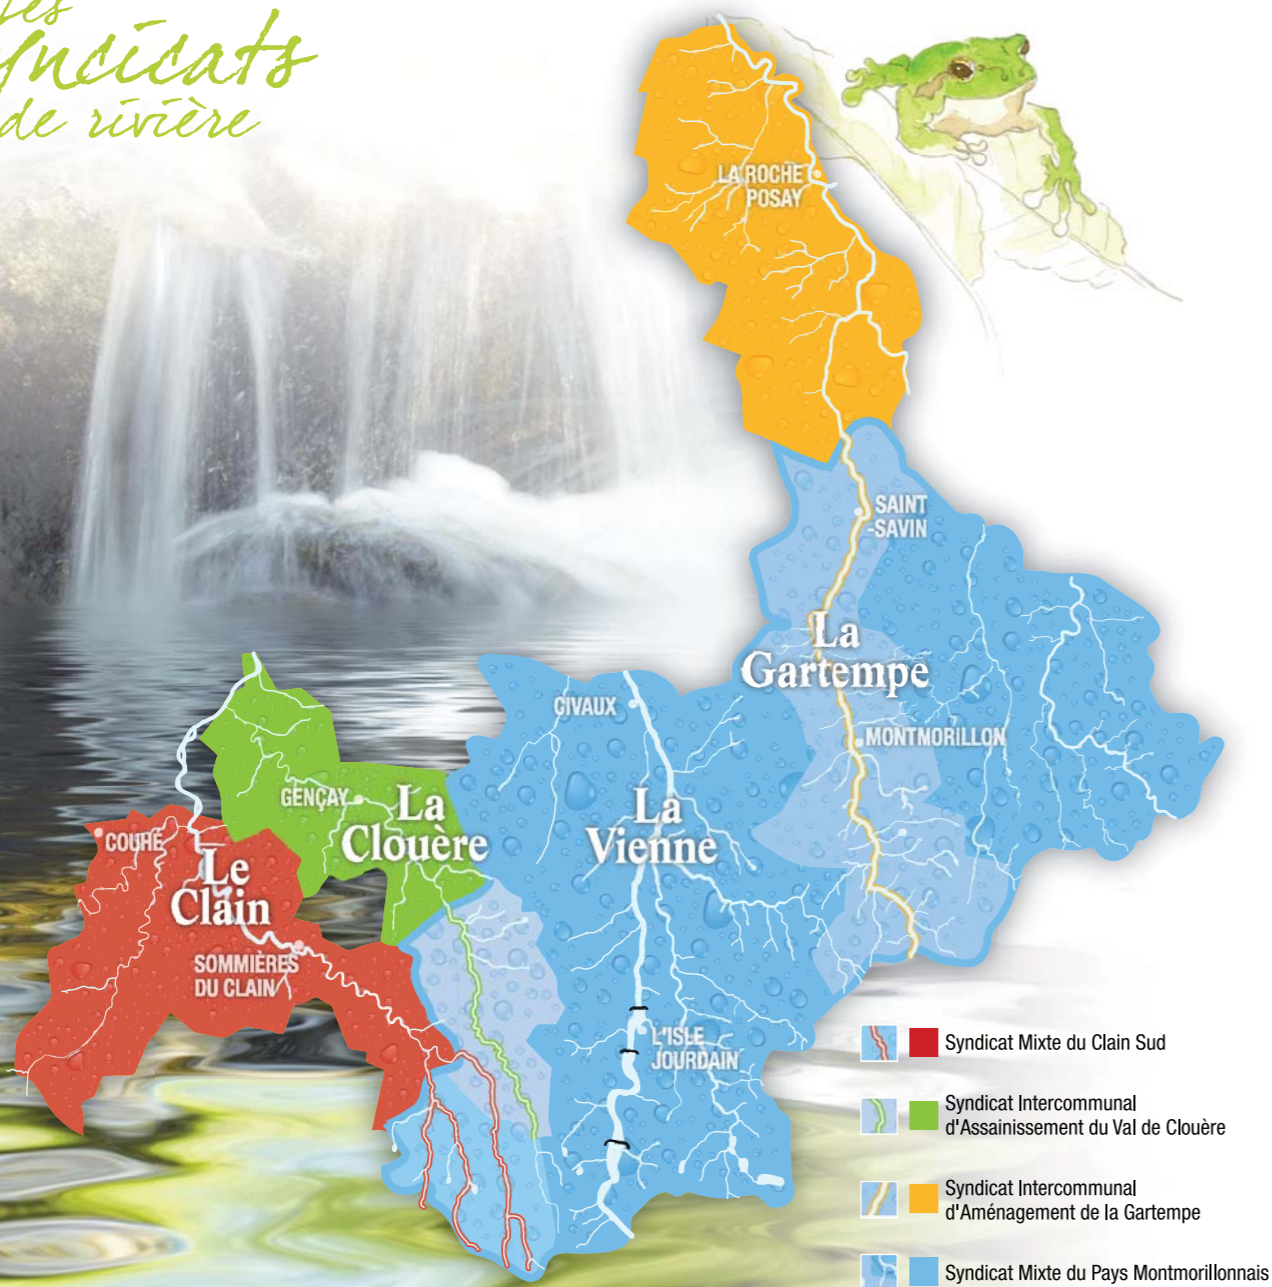 les
syndicats
de rivière
LA ROCHE
POSAY
SAINT
-SAVIN
La
Gartempe
CIVAUX
MONTMORILLON
GENÇAY
La
Clouère
La
Vienne
COUHÉ
Le
Clain
SOMMIÈRES
DU CLAIN
L'ISLE
JOURDAIN
Syndicat Mixte du Clain Sud
Syndicat Intercommunal
d'Assainissement du Val de Clouère
Syndicat Intercommunal
d'Aménagement de la Gartempe
Syndicat Mixte du Pays Montmorillonnais